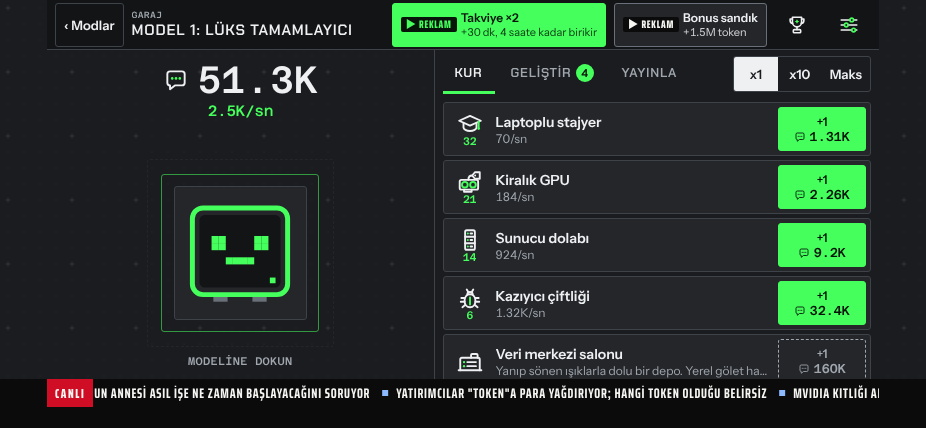 ‹ Modlar
GARAJ
MODEL 1: LÜKS TAMAMLAYICI
REKLAM
Takviye ×2
+30 dk, 4 saate kadar birikir
REKLAM
Bonus sandık
+1.5M token
51.3K
2.5K/sn
MODELİNE DOKUN
KUR
GELİŞTİR 4
YAYINLA
x1
x10
Maks
32
Laptoplu stajyer
70/sn
+1
1.31K
21
Kiralık GPU
184/sn
+1
2.26K
14
Sunucu dolabı
924/sn
+1
9.2K
6
Kazıyıcı çiftliği
1.32K/sn
+1
32.4K
Veri merkezi salonu
Yanıp sönen ışıklarla dolu bir depo. Yerel gölet ha...
+1
160K
CANLI
UN ANNESİ ASIL İŞE NE ZAMAN BAŞLAYACAĞINI SORUYOR ■ YATIRIMCILAR "TOKEN"A PARA YAĞDIRIYOR; HANGİ TOKEN OLDUĞU BELİRSİZ ■ MVIDIA KITLIĞI